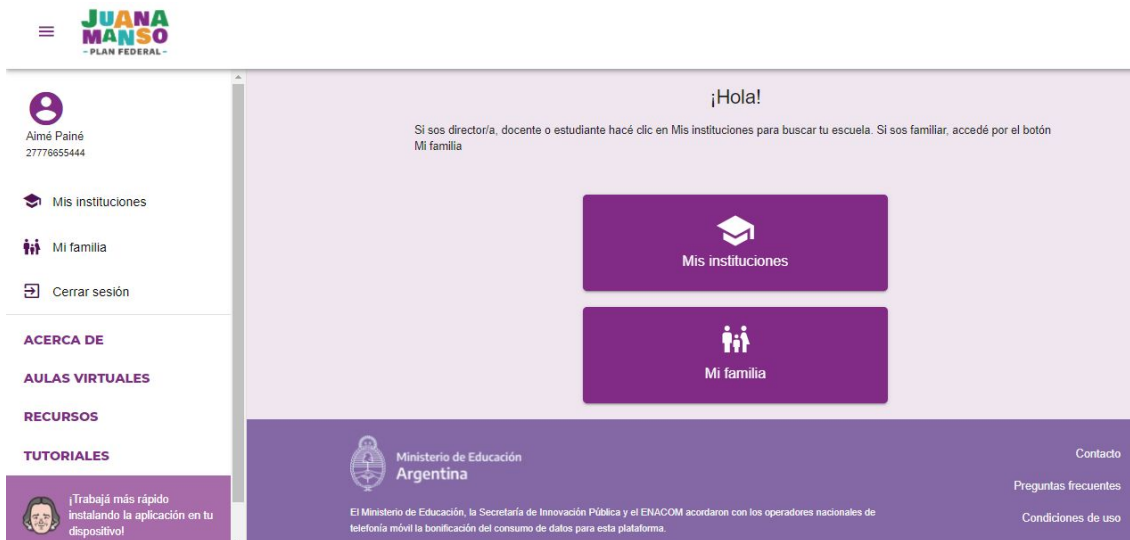 JUANA
MANSO
- PLAN FEDERAL -
Aimé Painé
27776655444
Mis instituciones
Mi familia
Cerrar sesión
ACERCA DE
AULAS VIRTUALES
RECURSOS
TUTORIALES
¡Trabajá más rápido
instalando la aplicación en tu
dispositivo!
¡Hola!
Si sos director/a, docente o estudiante hacé clic en Mis instituciones para buscar tu escuela. Si sos familiar, accedé por el botón
Mi familia
Mis instituciones
Mi familia
Ministerio de Educación
Argentina
El Ministerio de Educación, la Secretaría de Innovación Pública y el ENACOM acordaron con los operadores nacionales de
telefonía móvil la bonificación del consumo de datos para esta plataforma.
Contacto
Preguntas frecuentes
Condiciones de uso